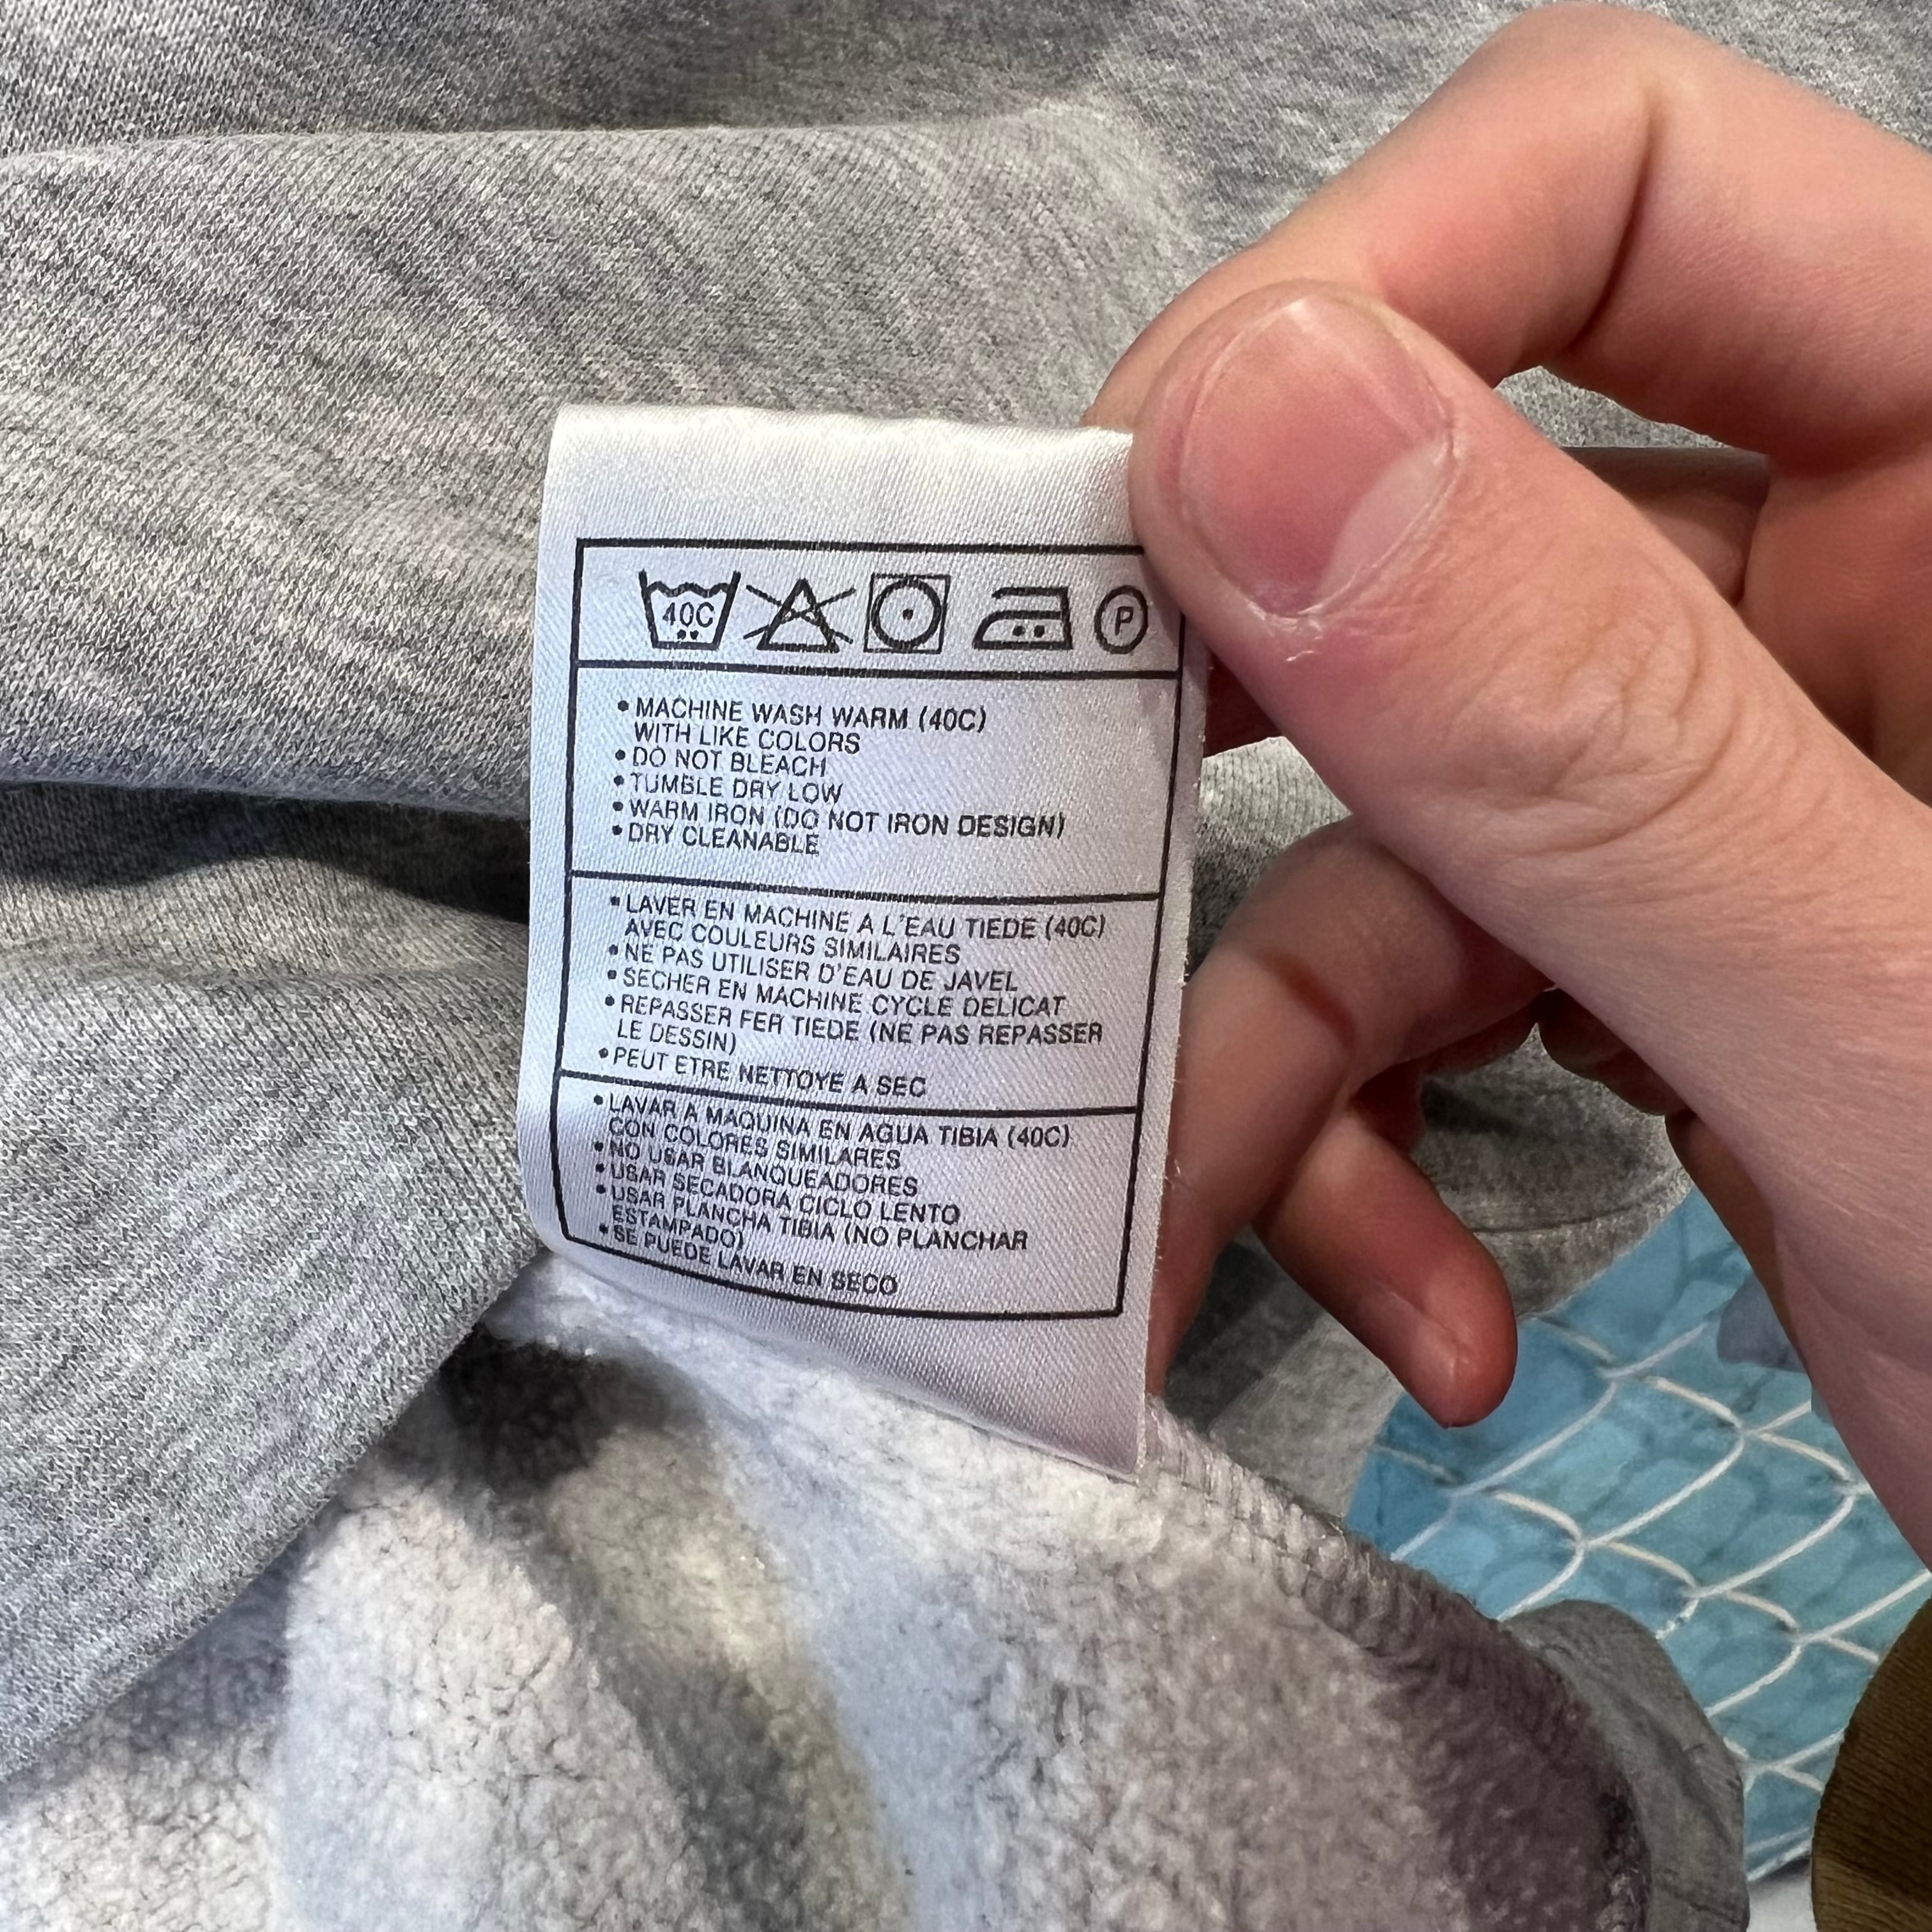 40C
P
• MACHINE WASH WARM (40C)
WITH LIKE COLORS
• DO NOT BLEACH
• TUMBLE DRY LOW
• WARM IRON (DO NOT IRON DESIGN)
• DRY CLEANABLE
• LAVER EN MACHINE A L'EAU TIEDE (40C)
AVEC COULEURS SIMILAIRES
• NE PAS UTILISER D'EAU DE JAVEL
• SECHER EN MACHINE CYCLE DELICAT
• REPASSER FER TIEDE (NE PAS REPASSER
LE DESSIN)
• PEUT ETRE NETTOYE A SEC
• LAVAR A MAQUINA EN AGUA TIBIA (40C)
CON COLORES SIMILARES
• NO USAR BLANQUEADORES
• USAR SECADORA CICLO LENTO
• USAR PLANCHA TIBIA (NO PLANCHAR
ESTAMPADO)
• SE PUEDE LAVAR EN SECO